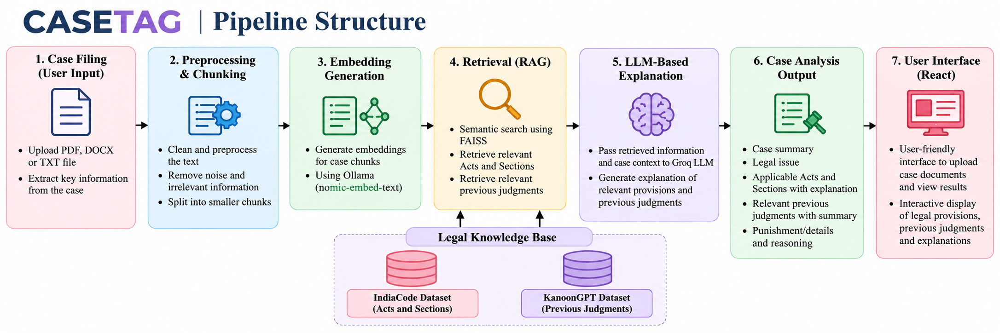 CASETAG | Pipeline Structure
1. Case Filing
(User Input)
• Upload PDF, DOCX
or TXT file
• Extract key information
from the case
2. Preprocessing
& Chunking
• Clean and preprocess
the text
• Remove noise and
irrelevant information
• Split into smaller chunks
3. Embedding
Generation
• Generate embeddings
for case chunks
• Using Ollama
(nomic-embed-text)
4. Retrieval (RAG)
• Semantic search using
FAISS
• Retrieve relevant
Acts and Sections
• Retrieve relevant
previous judgments
5. LLM-Based
Explanation
• Pass retrieved information
and case context to Groq LLM
• Generate explanation of
relevant provisions and
previous judgments
6. Case Analysis
Output
• Case summary
• Legal issue
• Applicable Acts and
Sections with explanation
• Relevant previous
judgments with summary
• Punishment/details
and reasoning
7. User Interface
(React)
• User-friendly
interface to upload
case documents
and view results
• Interactive display
of legal provisions,
previous judgments
and explanations
Legal Knowledge Base
IndiaCode Dataset
(Acts and Sections)
KanoonGPT Dataset
(Previous Judgments)